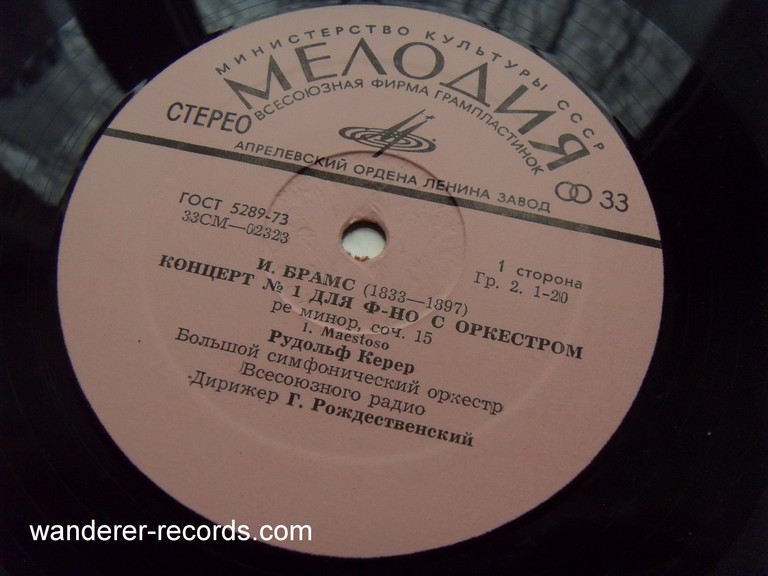 МИНИСТЕРСТВО КУЛЬТУРЫ СССР
МЕЛОДИЯ
ВСЕСОЮЗНАЯ ФИРМА ГРАМПЛАСТИНОК
СТЕРЕО
АПРЕЛЕВСКИЙ ОРДЕНА ЛЕНИНА ЗАВОД
33
ГОСТ 5289-73
33СМ—02323
1 сторона
Гр. 2. 1-20
И. БРАМС (1833—1897)
КОНЦЕРТ № 1 ДЛЯ Ф-НО С ОРКЕСТРОМ
ре минор, соч. 15
1. Maestoso
Рудольф Керер
Большой симфонический оркестр
Всесоюзного радио
Дирижер Г. Рождественский
wanderer-records.com